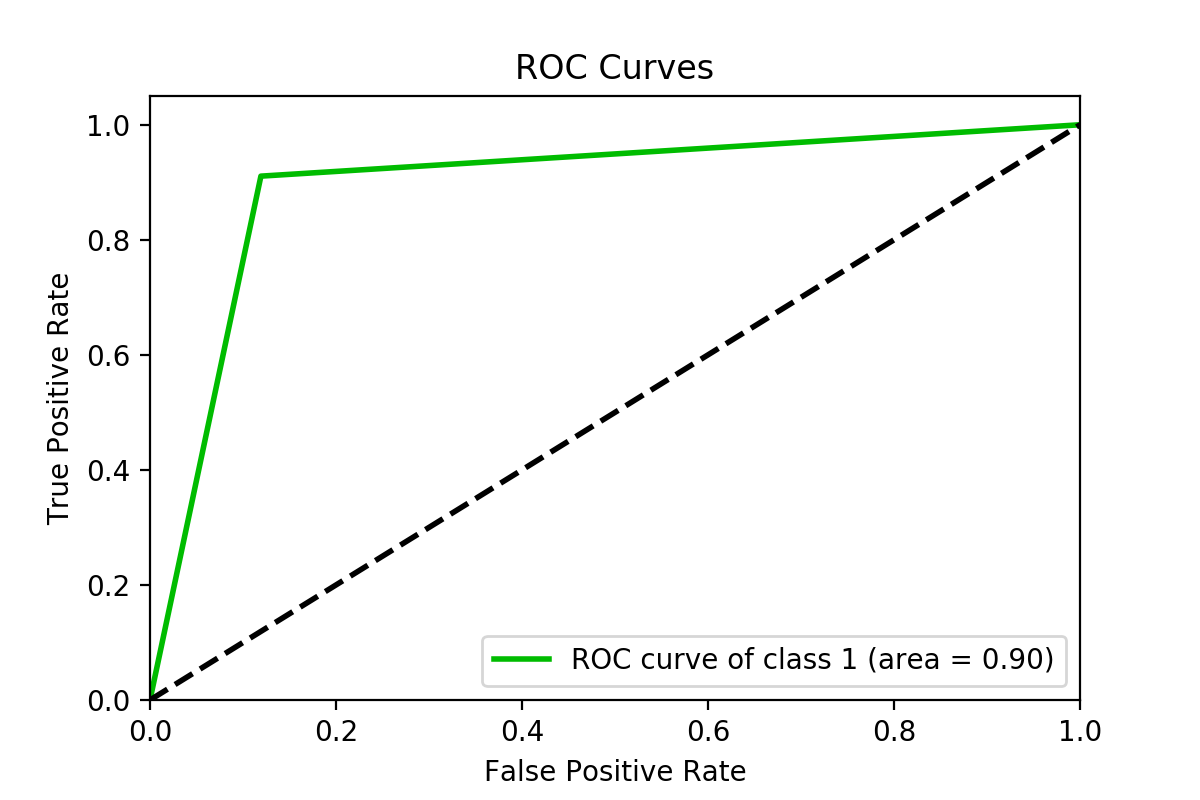 ROC Curves
1.0
0.8
0.6
0.4
0.2
0.0
True Positive Rate
ROC curve of class 1 (area = 0.90)
0.0 0.2 0.4 0.6 0.8 1.0
False Positive Rate